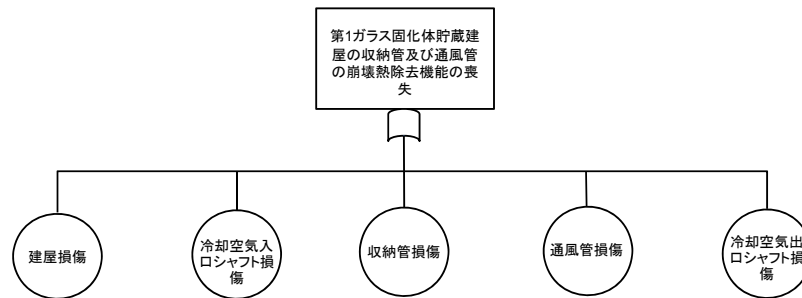 第1ガラス固化体貯蔵建
屋の収納管及び通風管
の崩壊熱除去機能の喪
失
建屋損傷
冷却空気入
口シャフト損
傷
収納管損傷
通風管損傷
冷却空気出
口シャフト損
傷